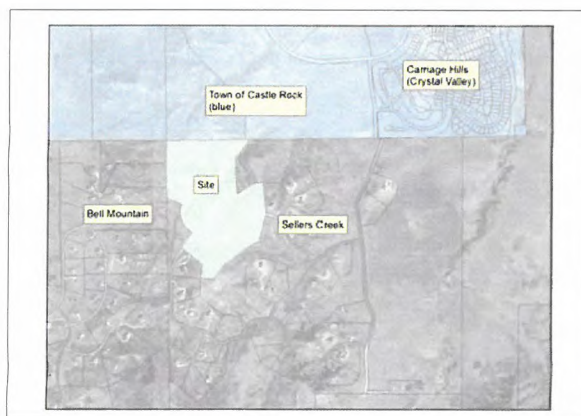 Carriage Hills
(Crystal Valley)
Town of Castle Rock
(blue)
Site
Bell Mountain
Sellers Creek